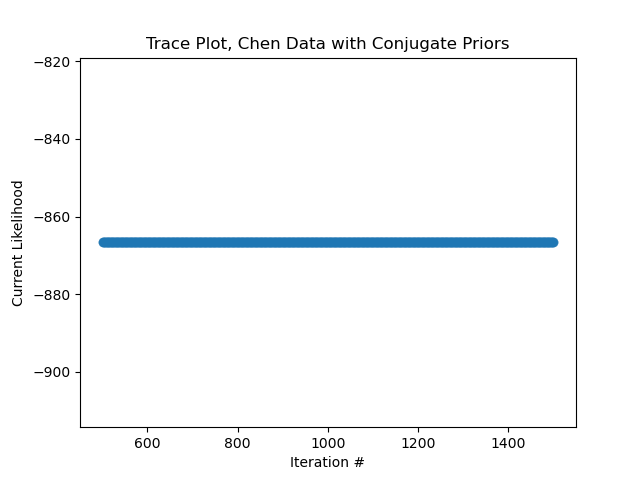 Trace Plot, Chen Data with Conjugate Priors
Current Likelihood
−820
−840
−860
−880
−900
600 800 1000 1200 1400
Iteration #